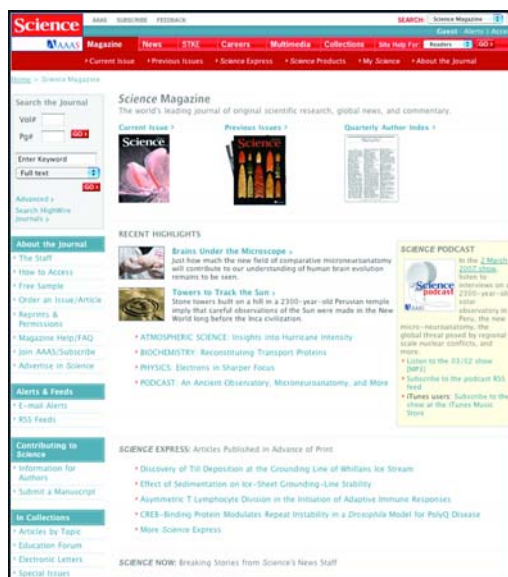 Science
AAAS SUBSCRIBE FEEDBACK
SEARCH: Science Magazine
Guest Alerts
AAAS
Magazine News STKE Careers Multimedia Collections Site Help For: Readers GO
Current Issue Previous Issues Science Express Science Products My Science About the Journal
Home > Science Magazine
Search the Journal
Vol#
Pg# GO
Enter Keyword
Full text
GO
Advanced >
Search HighWire
Journals >
Science Magazine
The world's leading journal of original scientific research, global news, and commentary.
Current Issue > Previous Issues > Quarterly Author Index >
Science
Science
RECENT HIGHLIGHTS
Brains Under the Microscope >
Just how much the new field of comparative microneuroanatomy
will contribute to our understanding of human brain evolution
remains to be seen.
Towers to Track the Sun >
Stone towers built on a hill in a 2300-year-old Peruvian temple
imply that careful observations of the Sun were made in the New
World long before the Inca civilization.
ATMOSPHERIC SCIENCE: Insights into Hurricane Intensity
BIOCHEMISTRY: Reconstituting Transport Proteins
PHYSICS: Electrons in Sharper Focus
PODCAST: An Ancient Observatory, Microneuroanatomy, and More
SCIENCE PODCAST
Science
podcast
In the 2 March
2007 show,
listen to
interviews on a
2300-year-old
solar
observatory in
Peru, the new
micro-neuroanatomy, the
global threat posed by regional
scale nuclear conflicts, and
more.
Listen to the 03/02 show
[MP3]
Subscribe to the podcast RSS
feed
iTunes users: Subscribe to the
show at the iTunes Music
Store
About the Journal
The Staff
How to Access
Free Sample
Order an Issue/Article
Reprints &
Permissions
Magazine Help/FAQ
Join AAAS/Subscribe
Advertise in Science
Alerts & Feeds
E-mail Alerts
RSS Feeds
Contributing to
Science
Information for
Authors
Submit a Manuscript
In Collections
Articles by Topic
Education Forum
Electronic Letters
Special Issues
SCIENCE EXPRESS: Articles Published in Advance of Print
Discovery of Till Deposition at the Grounding Line of Whillans Ice Stream
Effect of Sedimentation on Ice-Sheet Grounding-Line Stability
Asymmetric T Lymphocyte Division in the Initiation of Adaptive Immune Responses
CREB-Binding Protein Modulates Repeat Instability in a Drosophila Model for PolyQ Disease
More Science Express
SCIENCE NOW: Breaking Stories from Science's News Staff